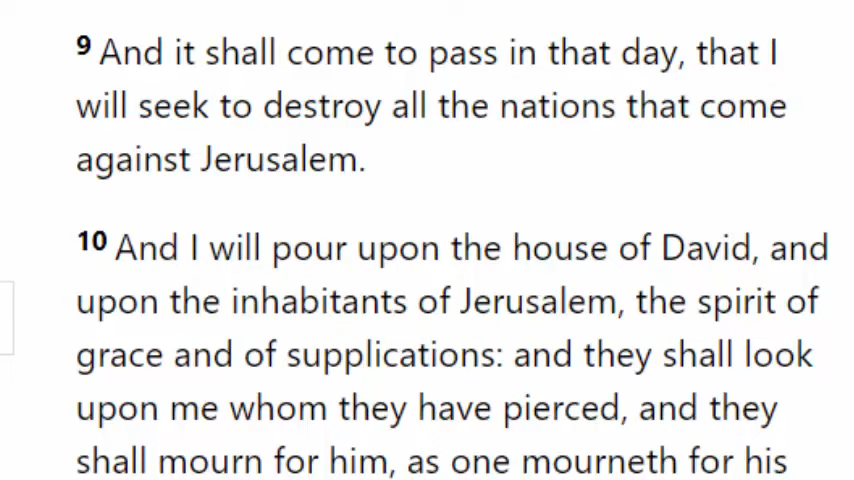 9 And it shall come to pass in that day, that I
will seek to destroy all the nations that come
against Jerusalem.
10 And I will pour upon the house of David, and
upon the inhabitants of Jerusalem, the spirit of
grace and of supplications: and they shall look
upon me whom they have pierced, and they
shall mourn for him, as one mourneth for his